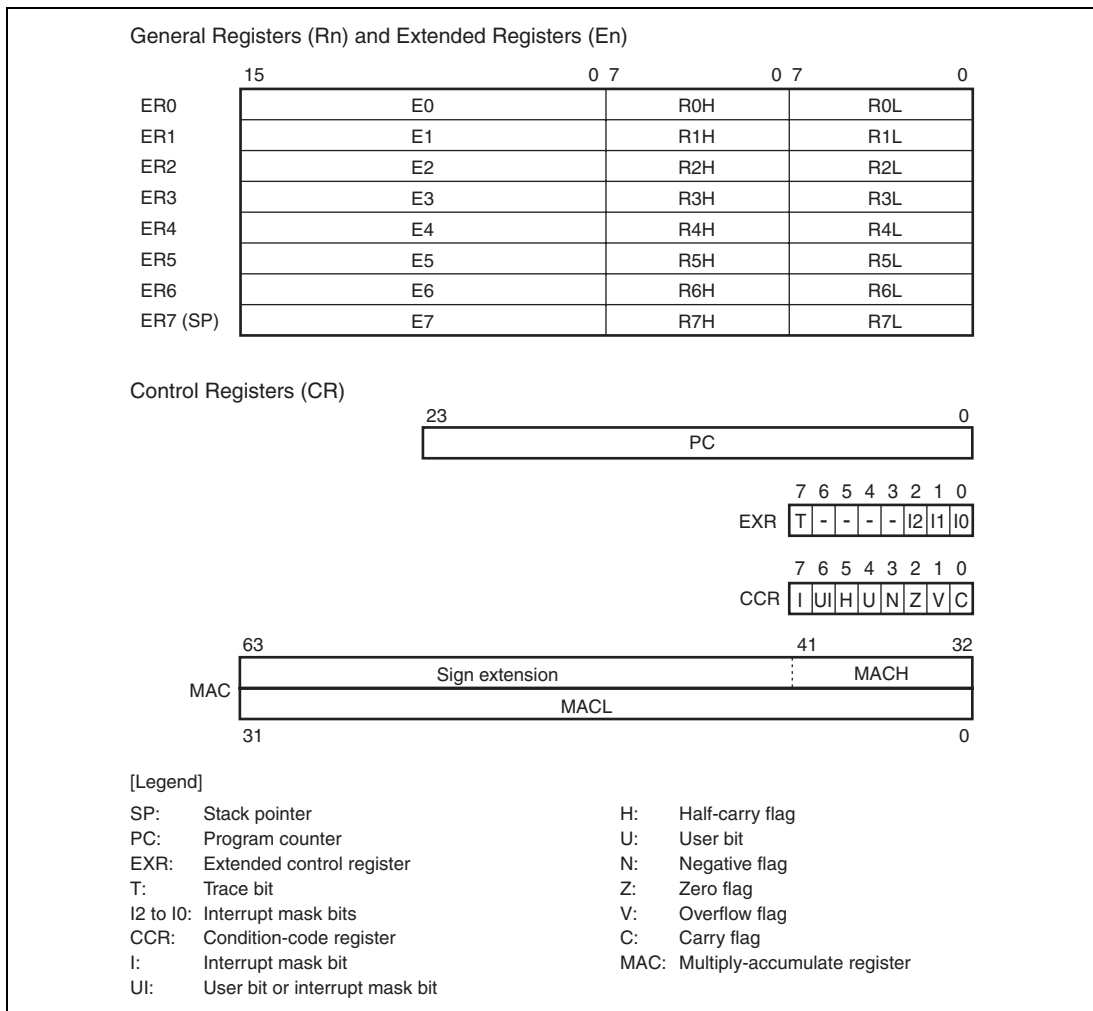 General Registers (Rn) and Extended Registers (En)
15 0 7 0 7 0
ER0 E0 R0H R0L
ER1 E1 R1H R1L
ER2 E2 R2H R2L
ER3 E3 R3H R3L
ER4 E4 R4H R4L
ER5 E5 R5H R5L
ER6 E6 R6H R6L
ER7 (SP) E7 R7H R7L
Control Registers (CR)
23 0
PC
7 6 5 4 3 2 1 0
EXR T - - - - I2 I1 I0
7 6 5 4 3 2 1 0
CCR I UI H U N Z V C
63 41 32
MAC Sign extension MACH
MACL
31 0
[Legend]
SP: Stack pointer
PC: Program counter
EXR: Extended control register
T: Trace bit
I2 to I0: Interrupt mask bits
CCR: Condition-code register
I: Interrupt mask bit
UI: User bit or interrupt mask bit
H: Half-carry flag
U: User bit
N: Negative flag
Z: Zero flag
V: Overflow flag
C: Carry flag
MAC: Multiply-accumulate register